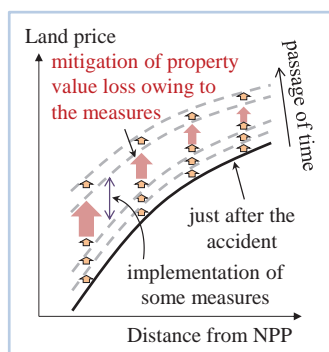 Land price
mitigation of property
value loss owing to
the measures
passage of time
just after the
accident
implementation of
some measures
Distance from NPP